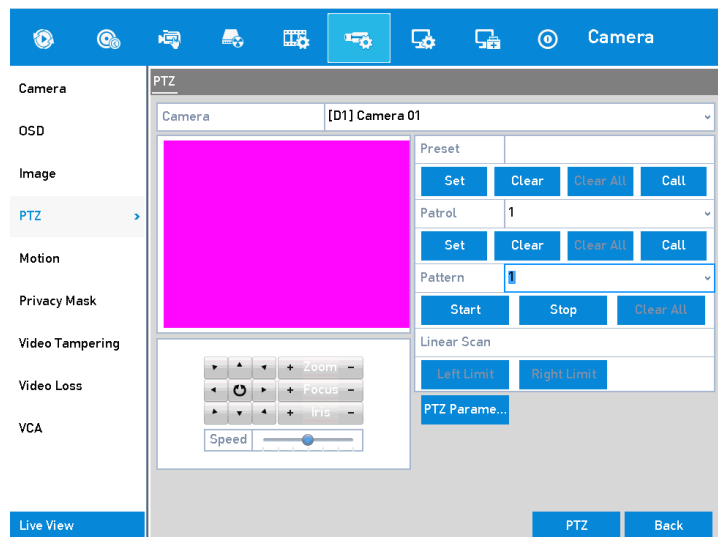 Camera
Camera
OSD
Image
PTZ
Motion
Privacy Mask
Video Tampering
Video Loss
VCA
Live View
PTZ
Camera [D1] Camera 01
Preset
Set Clear Clear All Call
Patrol 1
Set Clear Clear All Call
Pattern 1
Start Stop Clear All
Linear Scan
Left Limit Right Limit
PTZ Parame...
+ Zoom -
+ Focus -
+ Iris -
Speed
PTZ Back